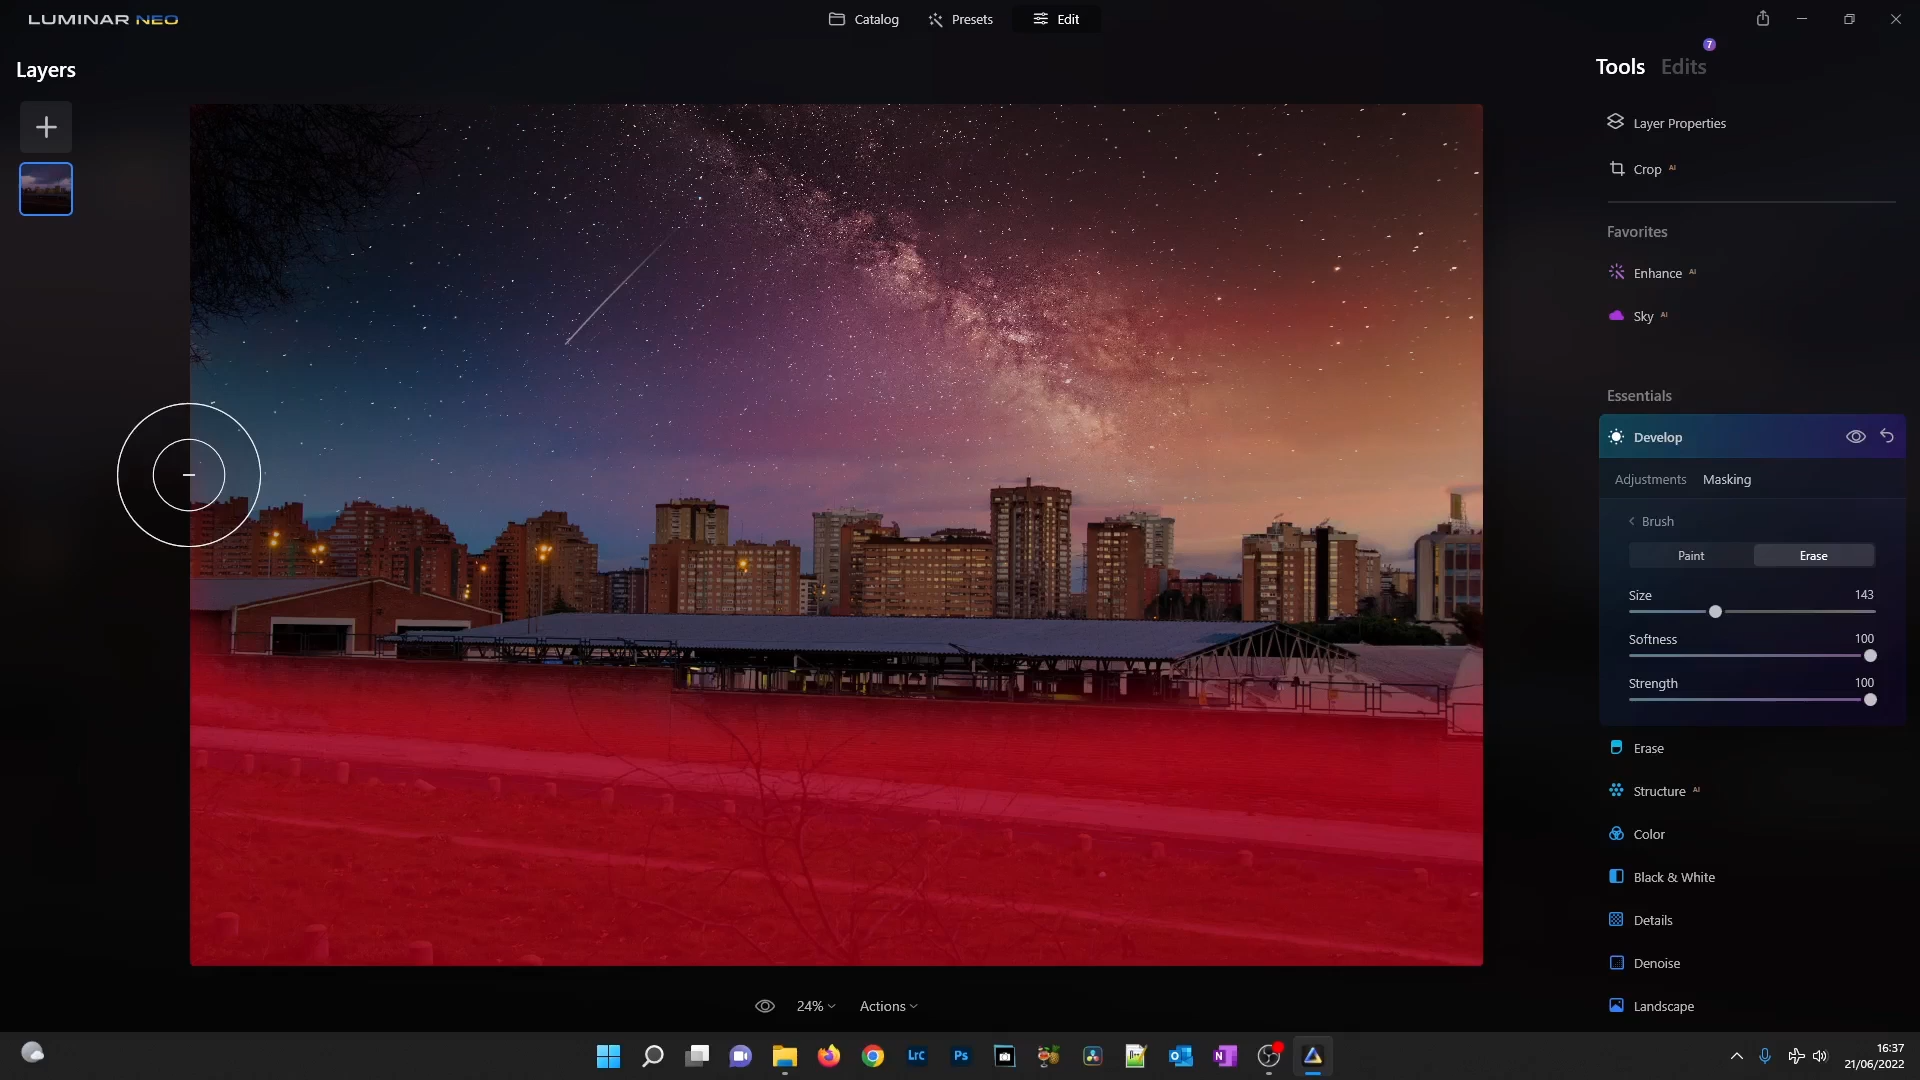 LUMINAR NEO
Catalog
Presets
Edit
Layers
7
Tools
Edits
Layer Properties
Crop AI
Favorites
Enhance AI
Sky AI
Essentials
Develop
Adjustments
Masking
Brush
Paint
Erase
Size
143
Softness
100
Strength
100
Erase
Structure AI
Color
Black & White
Details
Denoise
Landscape
24%
Actions
LrC
Ps
16:37
21/06/2022